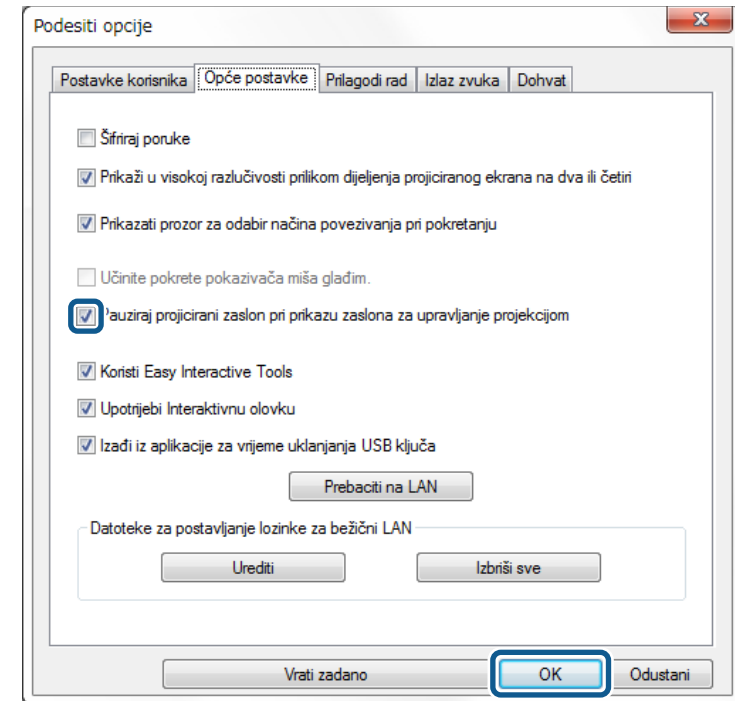 Podesiti opcije
x
Postavke korisnika Opće postavke Prilagodi rad Izlaz zvuka Dohvat
Šifriraj poruke
Prikaži u visokoj razlučivosti prilikom dijeljenja projiciranog ekrana na dva ili četiri
Prikazati prozor za odabir načina povezivanja pri pokretanju
Učinite pokrete pokazivača miša glađim.
Pauziraj projicirani zaslon pri prikazu zaslona za upravljanje projekcijom
Koristi Easy Interactive Tools
Upotrijebi Interaktivnu olovku
Izađi iz aplikacije za vrijeme uklanjanja USB ključa
Prebaciti na LAN
Datoteke za postavljanje lozinke za bežični LAN
Urediti Izbriši sve
Vrati zadano OK Odustani